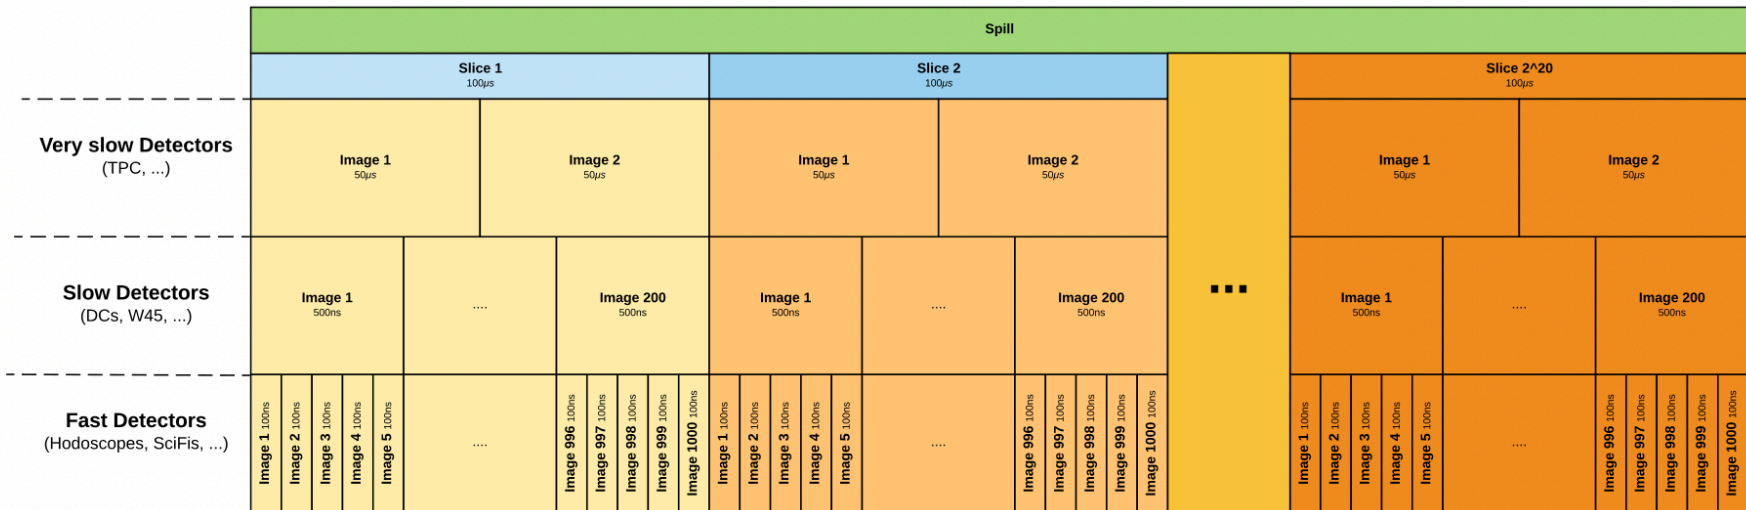 Spill
Slice 1
100µs
Slice 2
100µs
Slice 2^20
100µs
Very slow Detectors
(TPC, ...)
Image 1
50µs
Image 2
50µs
Image 1
50µs
Image 2
50µs
Image 1
50µs
Image 2
50µs
...
Slow Detectors
(DCs, W45, ...)
Image 1
500ns
....
Image 200
500ns
Image 1
500ns
....
Image 200
500ns
Image 1
500ns
....
Image 200
500ns
Fast Detectors
(Hodoscopes, SciFis, ...)
Image 1 100ns
Image 2 100ns
Image 3 100ns
Image 4 100ns
Image 5 100ns
....
Image 996 100ns
Image 997 100ns
Image 998 100ns
Image 999 100ns
Image 1000 100ns
Image 1 100ns
Image 2 100ns
Image 3 100ns
Image 4 100ns
Image 5 100ns
....
Image 996 100ns
Image 997 100ns
Image 998 100ns
Image 999 100ns
Image 1000 100ns
Image 1 100ns
Image 2 100ns
Image 3 100ns
Image 4 100ns
Image 5 100ns
....
Image 996 100ns
Image 997 100ns
Image 998 100ns
Image 999 100ns
Image 1000 100ns